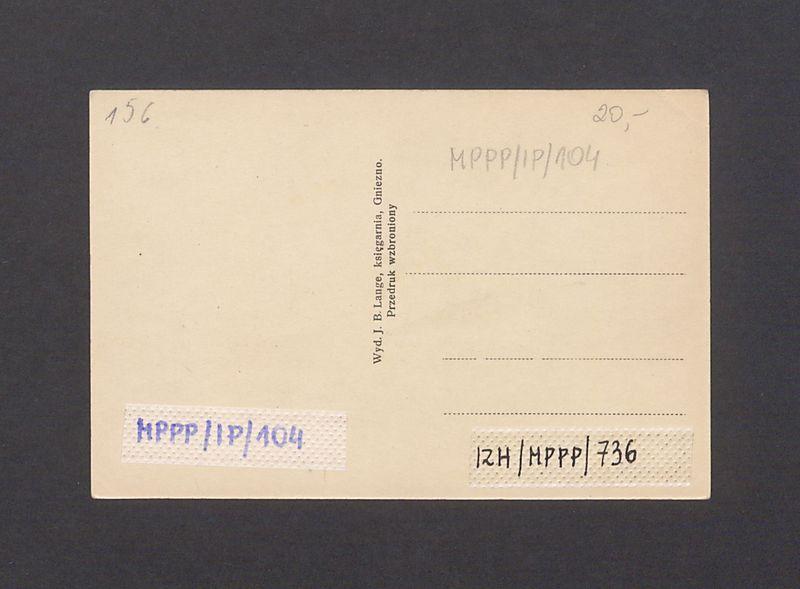 156
20,-
MPPP/IP/104
Wyd. J. B. Lange, księgarnia, Gniezno.
Przedruk wzbroniony
MPPP/IP/104
IZH/MPPP/736